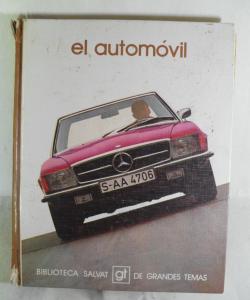 el automóvil
S-AA 4706
BIBLIOTECA SALVAT gt DE GRANDES TEMAS